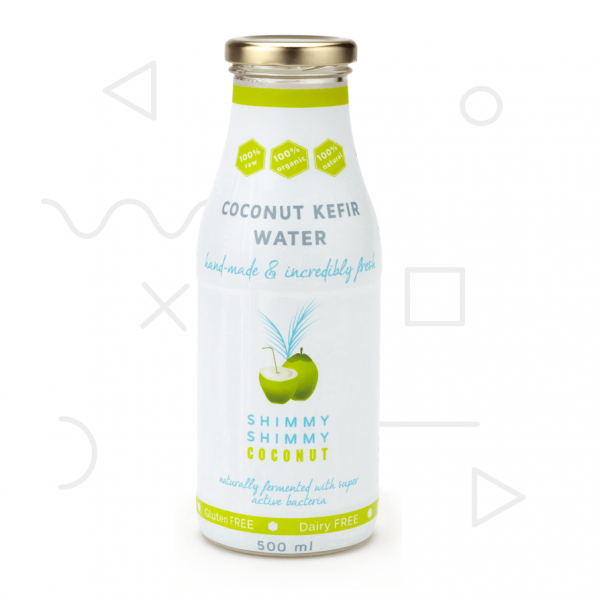 100% raw
100% organic
100% natural
COCONUT KEFIR
WATER
hand-made & incredibly fresh
SHIMMY
SHIMMY
COCONUT
naturally fermented with super
active bacteria
Gluten FREE Dairy FREE
500 ml